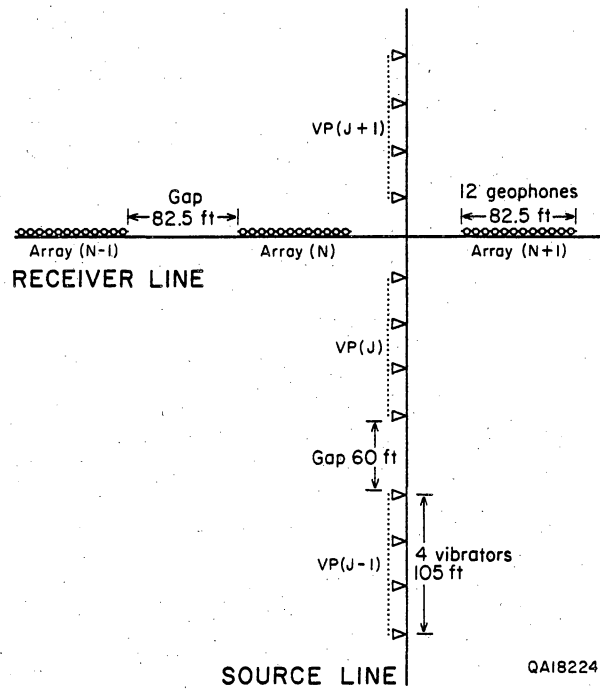 VP(J+1)
Gap
82.5 ft
12 geophones
82.5 ft
Array (N-1)
Array (N)
Array (N+1)
RECEIVER LINE
VP(J)
Gap 60 ft
VP(J-1)
4 vibrators
105 ft
SOURCE LINE
QA18224